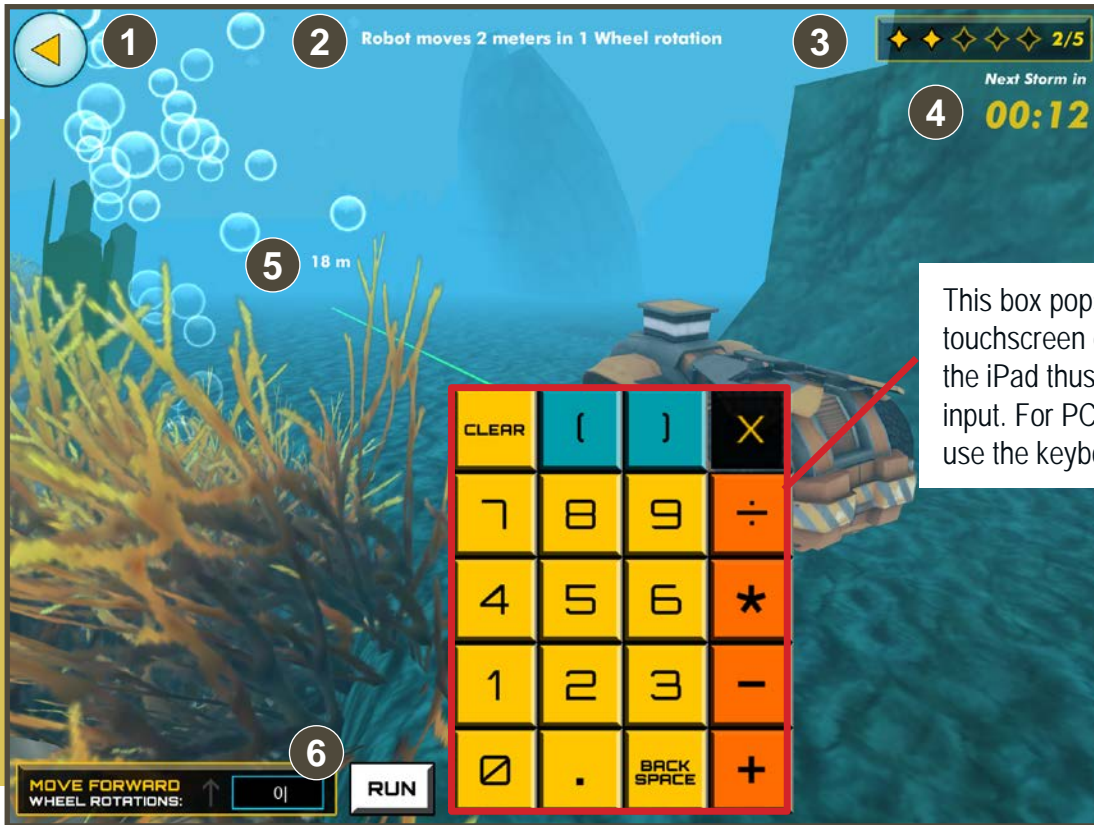 1
2
Robot moves 2 meters in 1 Wheel rotation
3
2/5
Next Storm in
4
00:12
5
18 m
This box pop
touchscreen
the iPad thus
input. For PC
use the keybo
CLEAR ( ) X
7 8 9 ÷
4 5 6 *
1 2 3 -
0 . BACK SPACE +
6
MOVE FORWARD
WHEEL ROTATIONS: 0
RUN